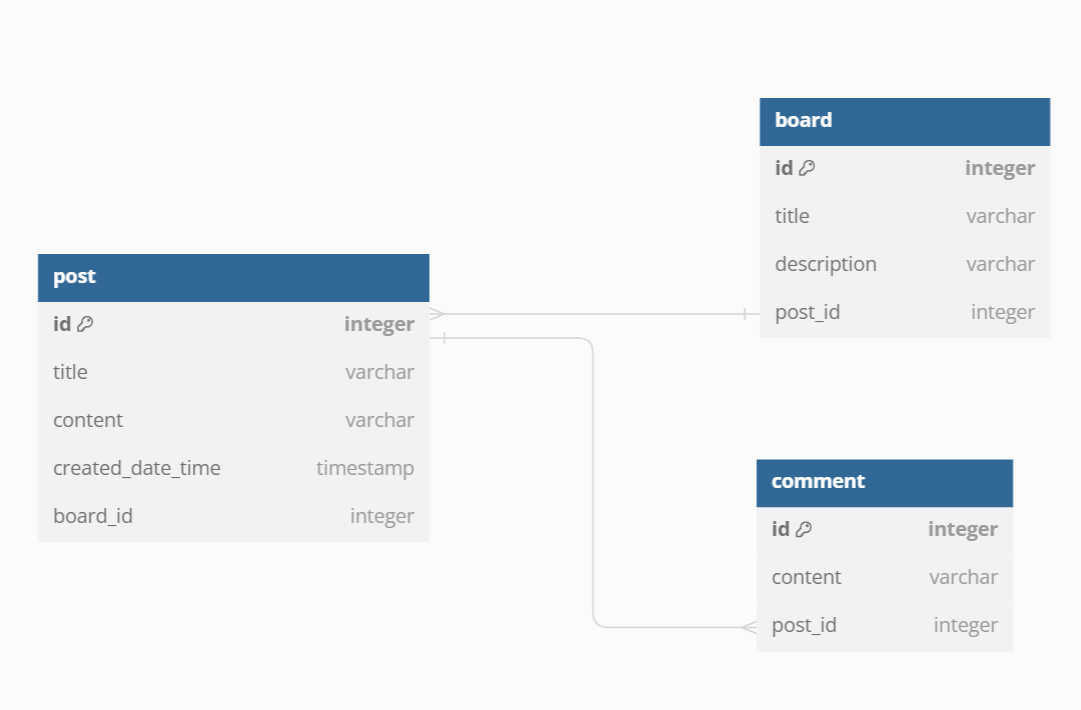 post
id integer
title varchar
content varchar
created_date_time timestamp
board_id integer
board
id integer
title varchar
description varchar
post_id integer
comment
id integer
content varchar
post_id integer